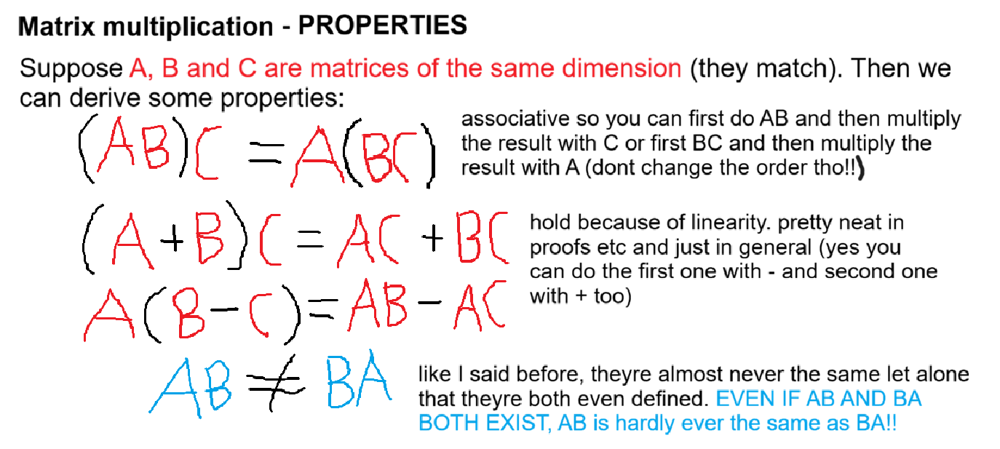 Matrix multiplication - PROPERTIES
Suppose A, B and C are matrices of the same dimension (they match). Then we
can derive some properties:
(AB)C = A(BC)
associative so you can first do AB and then multiply
the result with C or first BC and then multiply the
result with A (dont change the order tho!!)
(A+B)C = AC + BC
hold because of linearity. pretty neat in
proofs etc and just in general (yes you
can do the first one with - and second one
with + too)
A(B-C) = AB - AC
AB ≠ BA
like I said before, theyre almost never the same let alone
that theyre both even defined. EVEN IF AB AND BA
BOTH EXIST, AB is hardly ever the same as BA!!